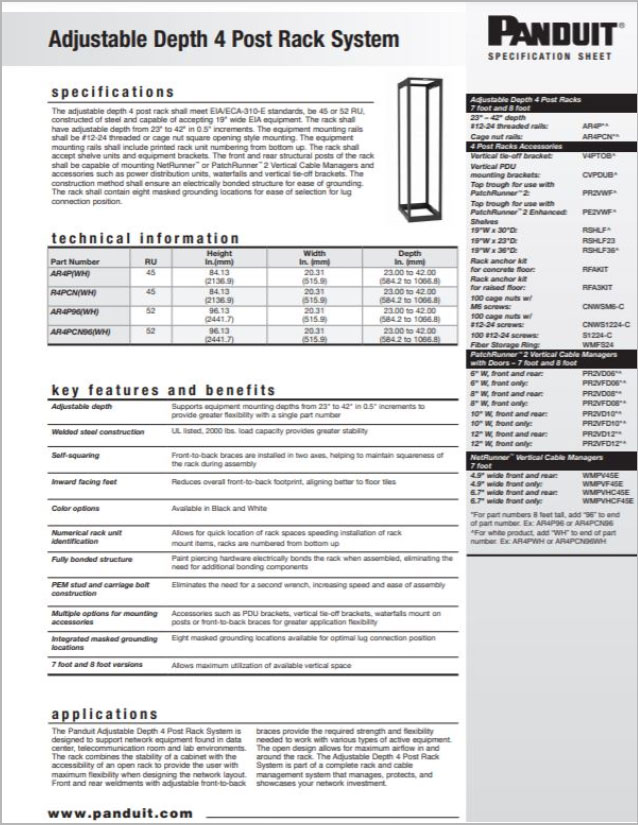 Adjustable Depth 4 Post Rack System
PANDUIT®
SPECIFICATION SHEET
specifications
The adjustable depth 4 post rack shall meet EIA/ECA-310-E standards, be 45 or 52 RU,
constructed of steel and capable of accepting 19" wide EIA equipment. The rack shall
have adjustable depth from 23" to 42" in 0.5" increments. The equipment mounting rails
shall be #12-24 threaded or cage nut square opening style mounting. The equipment
mounting rails shall include printed rack unit numbering from bottom up. The rack shall
accept shelve units and equipment brackets. The front and rear structural posts of the rack
shall be capable of mounting NetRunner™ or PatchRunner™ 2 Vertical Cable Managers and
accessories such as power distribution units, waterfalls and vertical tie-off brackets. The
construction method shall ensure an electrically bonded structure for ease of grounding.
The rack shall contain eight masked grounding locations for ease of selection for lug
connection position.
technical information
Part Number RU Height In.(mm) Width In. (mm) Depth In. (mm)
AR4P(WH) 45 84.13 (2136.9) 20.31 (515.9) 23.00 to 42.00 (584.2 to 1066.8)
R4PCN(WH) 45 84.13 (2136.9) 20.31 (515.9) 23.00 to 42.00 (584.2 to 1066.8)
AR4P96(WH) 52 96.13 (2441.7) 20.31 (515.9) 23.00 to 42.00 (584.2 to 1066.8)
AR4PCN96(WH) 52 96.13 (2441.7) 20.31 (515.9) 23.00 to 42.00 (584.2 to 1066.8)
key features and benefits
Adjustable depth Supports equipment mounting depths from 23" to 42" in 0.5" increments to
provide greater flexibility with a single part number
Welded steel construction UL listed, 2000 lbs. load capacity provides greater stability
Self-squaring Front-to-back braces are installed in two axes, helping to maintain squareness of
the rack during assembly
Inward facing feet Reduces overall front-to-back footprint, aligning better to floor tiles
Color options Available in Black and White
Numerical rack unit
identification
Allows for quick location of rack spaces speeding installation of rack
mount items, racks are numbered from bottom up
Fully bonded structure Paint piercing hardware electrically bonds the rack when assembled, eliminating the
need for additional bonding components
PEM stud and carriage bolt
construction
Eliminates the need for a second wrench, increasing speed and ease of assembly
Multiple options for mounting
accessories
Accessories such as PDU brackets, vertical tie-off brackets, waterfalls mount on
posts or front-to-back braces for greater application flexibility
Integrated masked grounding
locations
Eight masked grounding locations available for optimal lug connection position
7 foot and 8 foot versions Allows maximum utilization of available vertical space
applications
The Panduit Adjustable Depth 4 Post Rack System is
designed to support network equipment found in data
center, telecommunication room and lab environments.
The rack combines the stability of a cabinet with the
accessibility of an open rack to provide the user with
maximum flexibility when designing the network layout.
Front and rear weldments with adjustable front-to-back
braces provide the required strength and flexibility
needed to work with various types of active equipment.
The open design allows for maximum airflow in and
around the rack. The Adjustable Depth 4 Post Rack
System is part of a complete rack and cable
management system that manages, protects, and
showcases your network investment.
www.panduit.com
Adjustable Depth 4 Post Racks
7 foot and 8 foot
23" – 42" depth
#12-24 threaded rails: AR4P*^
Cage nut rails: AR4PCN*^
4 Post Racks Accessories
Vertical tie-off bracket: V4PTOB^
Vertical PDU
mounting brackets: CVPDUB^
Top trough for use with
PatchRunner™ 2: PR2VWF^
Top trough for use with
PatchRunner™ 2 Enhanced: PE2VWF^
Shelves
19"W x 30"D: RSHLF^
19"W x 23"D: RSHLF23
19"W x 36"D: RSHLF36^
Rack anchor kit
for concrete floor: RFAKIT
Rack anchor kit
for raised floor: RFA3KIT
100 cage nuts w/
M6 screws: CNWSM6-C
100 cage nuts w/
#12-24 screws: CNWS1224-C
100 #12-24 screws: S1224-C
Fiber Storage Ring: WMFS24
PatchRunner™ 2 Vertical Cable Managers
with Doors – 7 foot and 8 foot
6" W, front and rear: PR2VD06*^
6" W, front only: PR2VFD06*^
8" W, front and rear: PR2VD08*^
8" W, front only: PR2VFD08*^
10" W, front and rear: PR2VD10*^
10" W, front only: PR2VFD10*^
12" W, front and rear: PR2VD12*^
12" W, front only: PR2VFD12*^
NetRunner™ Vertical Cable Managers
7 foot
4.9" wide front and rear: WMPV45E
4.9" wide front only: WMPVF45E
6.7" wide front and rear: WMPVHC45E
6.7" wide front only: WMPVHCF45E
*For part numbers 8 feet tall, add "96" to end
of part number. Ex: AR4P96 or AR4PCN96
^For white product, add "WH" to end of part
number. Ex: AR4PWH or AR4PCN96WH